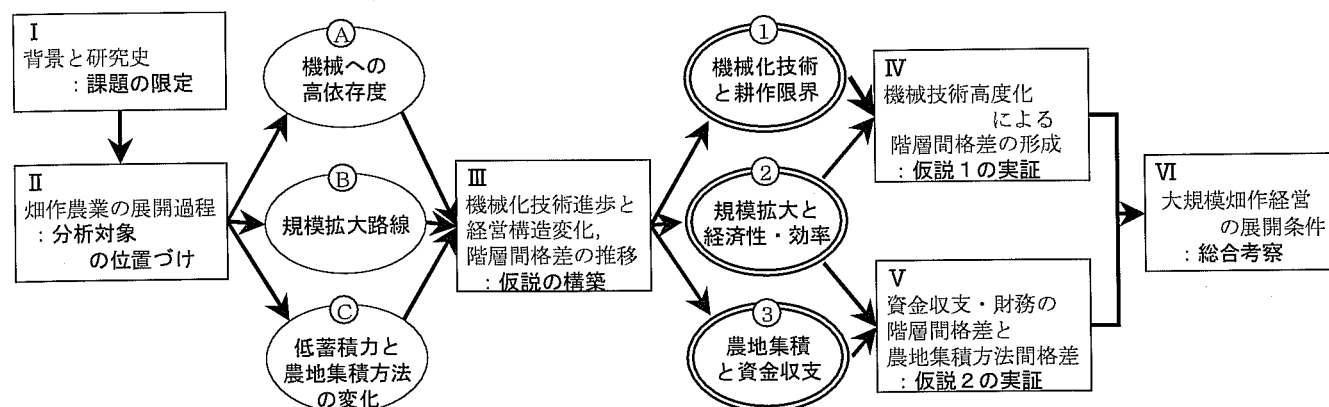 Ⅰ
背景と研究史
：課題の限定
Ⅱ
畑作農業の展開過程
：分析対象
の位置づけ
Ⓐ
機械への
高依存度
Ⓑ
規模拡大路線
Ⓒ
低蓄積力と
農地集積方法
の変化
Ⅲ
機械化技術進歩と
経営構造変化，
階層間格差の推移
：仮説の構築
①
機械化技術
と耕作限界
②
規模拡大と
経済性・効率
③
農地集積
と資金収支
Ⅳ
機械技術高度化
による
階層間格差の形成
：仮説１の実証
Ⅴ
資金収支・財務の
階層間格差と
農地集積方法間格差
：仮説２の実証
Ⅵ
大規模畑作経営
の展開条件
：総合考察